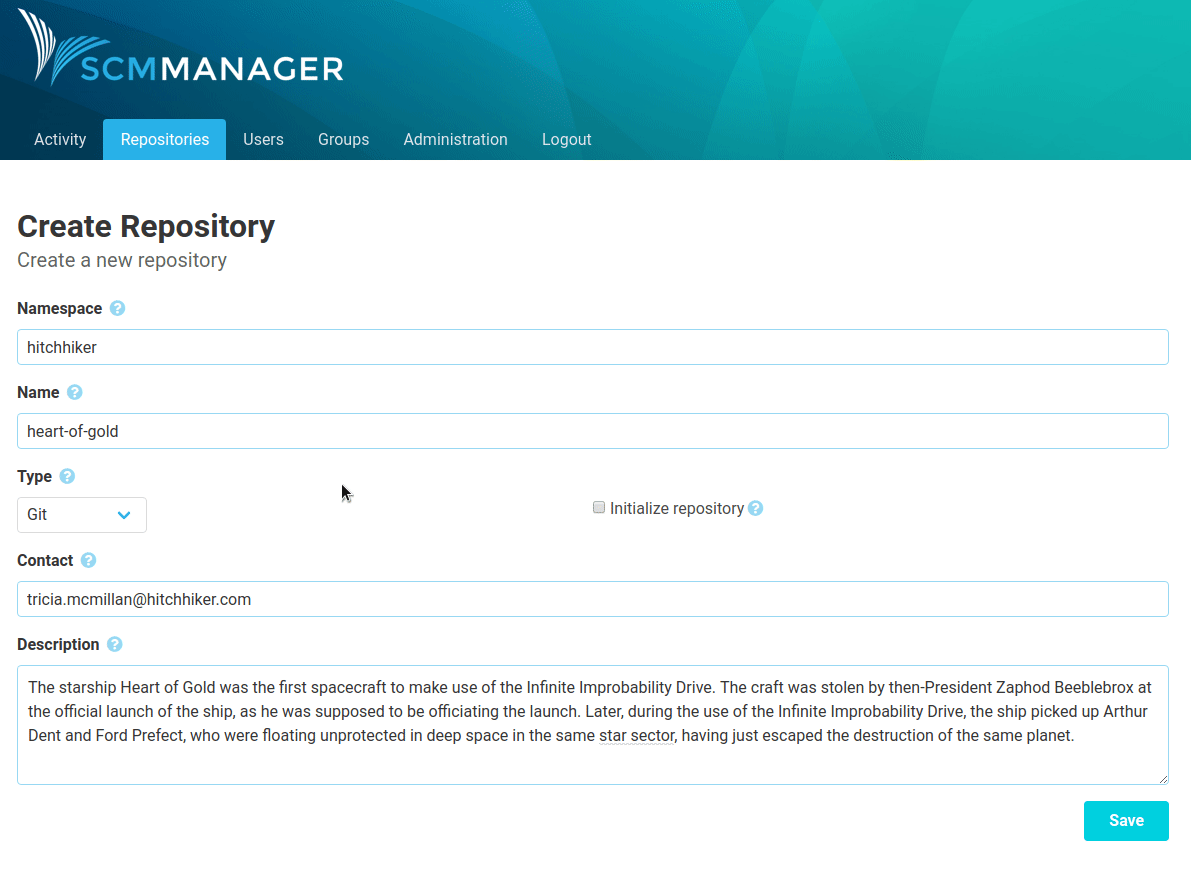 SCMMANAGER
Activity Repositories Users Groups Administration Logout
Create Repository
Create a new repository
Namespace ?
hitchhiker
Name ?
heart-of-gold
Type ?
Git
Initialize repository ?
Contact ?
tricia.mcmillan@hitchhiker.com
Description ?
The starship Heart of Gold was the first spacecraft to make use of the Infinite Improbability Drive. The craft was stolen by then-President Zaphod Beeblebrox at
the official launch of the ship, as he was supposed to be officiating the launch. Later, during the use of the Infinite Improbability Drive, the ship picked up Arthur
Dent and Ford Prefect, who were floating unprotected in deep space in the same star sector, having just escaped the destruction of the same planet.
Save